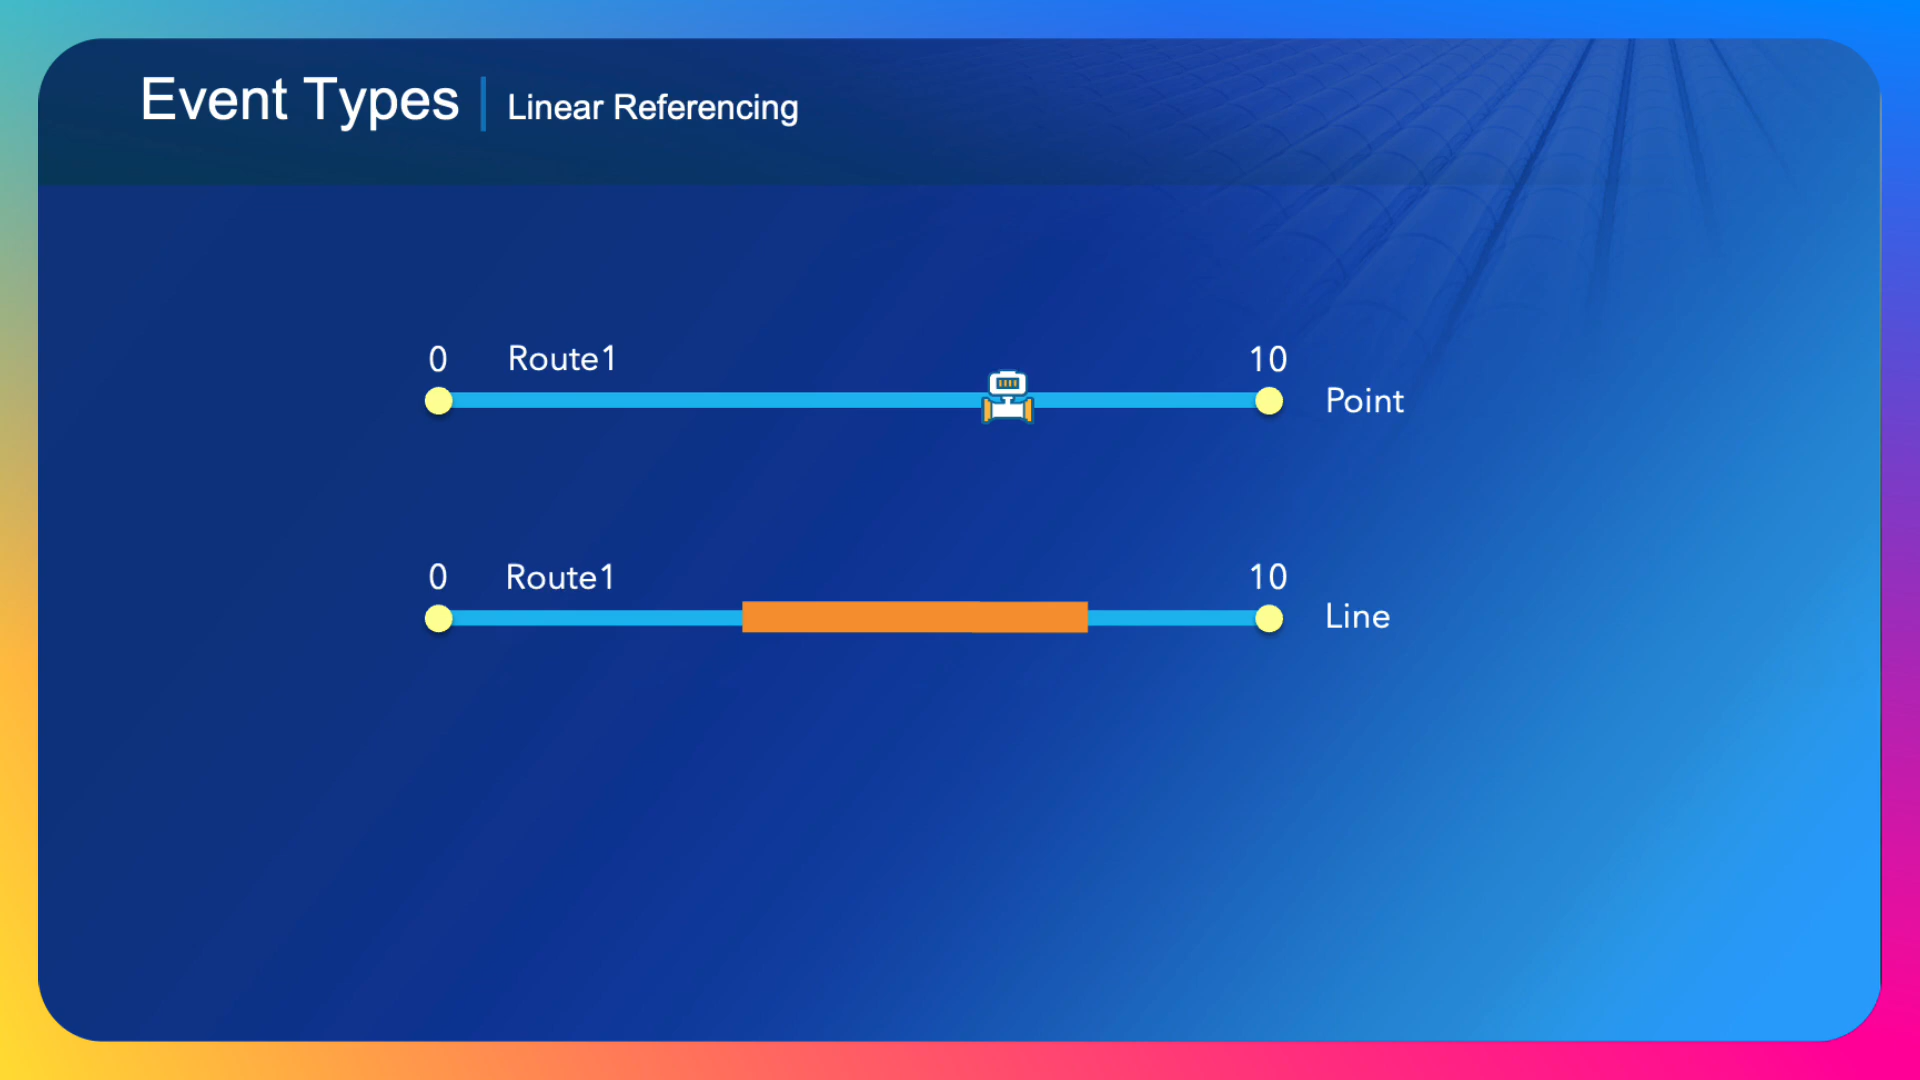 Event Types | Linear Referencing
0 Route1 10
Point
0 Route1 10
Line